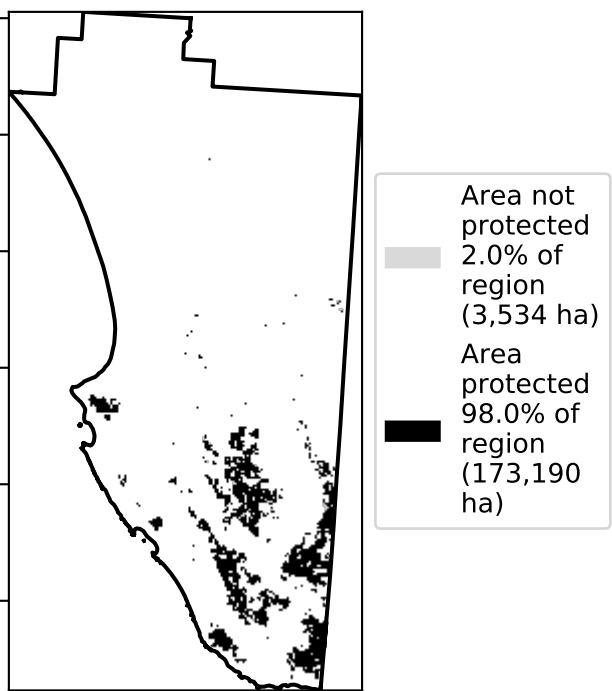 Area not
protected
2.0% of
region
(3,534 ha)
Area
protected
98.0% of
region
(173,190
ha)